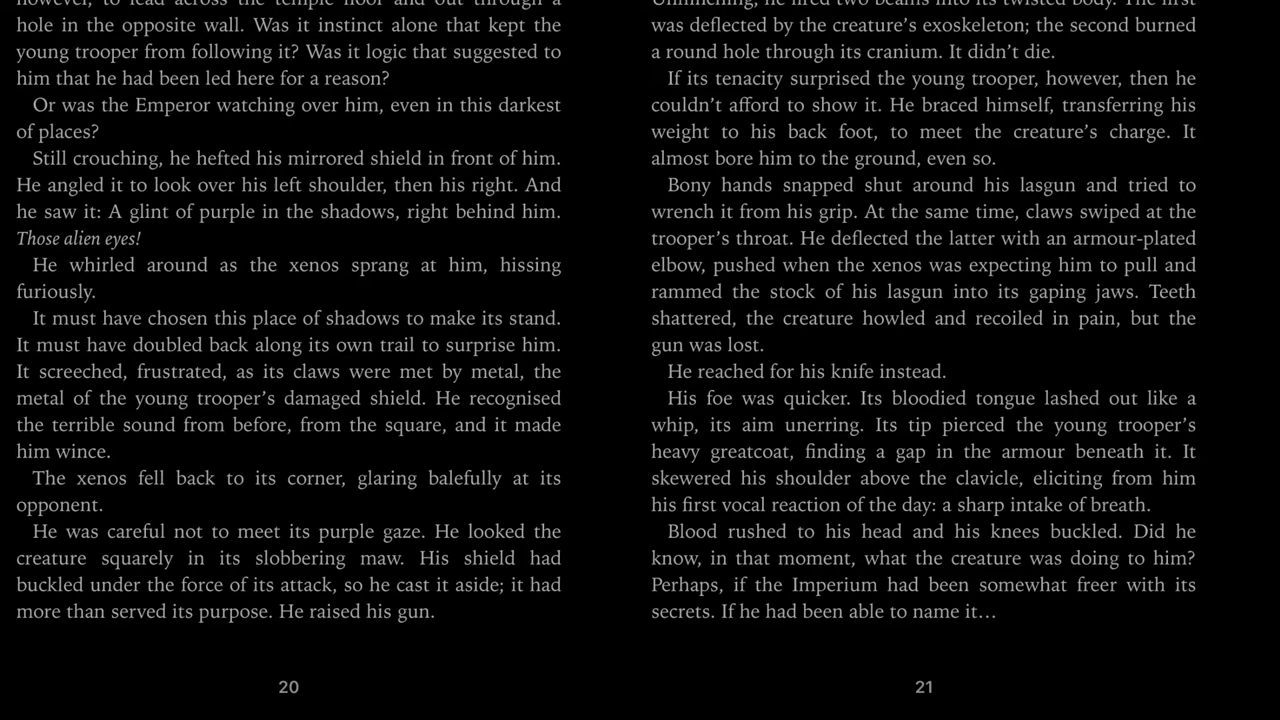 however, to lead across the temple floor and out through a
hole in the opposite wall. Was it instinct alone that kept the
young trooper from following it? Was it logic that suggested to
him that he had been led here for a reason?
Or was the Emperor watching over him, even in this darkest
of places?
Still crouching, he hefted his mirrored shield in front of him.
He angled it to look over his left shoulder, then his right. And
he saw it: A glint of purple in the shadows, right behind him.
Those alien eyes!
He whirled around as the xenos sprang at him, hissing
furiously.
It must have chosen this place of shadows to make its stand.
It must have doubled back along its own trail to surprise him.
It screeched, frustrated, as its claws were met by metal, the
metal of the young trooper’s damaged shield. He recognised
the terrible sound from before, from the square, and it made
him wince.
The xenos fell back to its corner, glaring balefully at its
opponent.
He was careful not to meet its purple gaze. He looked the
creature squarely in its slobbering maw. His shield had
buckled under the force of its attack, so he cast it aside; it had
more than served its purpose. He raised his gun.
20
Unflinching, he fired two beams into its twisted body. The first
was deflected by the creature’s exoskeleton; the second burned
a round hole through its cranium. It didn’t die.
If its tenacity surprised the young trooper, however, then he
couldn’t afford to show it. He braced himself, transferring his
weight to his back foot, to meet the creature’s charge. It
almost bore him to the ground, even so.
Bony hands snapped shut around his lasgun and tried to
wrench it from his grip. At the same time, claws swiped at the
trooper’s throat. He deflected the latter with an armour-plated
elbow, pushed when the xenos was expecting him to pull and
rammed the stock of his lasgun into its gaping jaws. Teeth
shattered, the creature howled and recoiled in pain, but the
gun was lost.
He reached for his knife instead.
His foe was quicker. Its bloodied tongue lashed out like a
whip, its aim unerring. Its tip pierced the young trooper’s
heavy greatcoat, finding a gap in the armour beneath it. It
skewered his shoulder above the clavicle, eliciting from him
his first vocal reaction of the day: a sharp intake of breath.
Blood rushed to his head and his knees buckled. Did he
know, in that moment, what the creature was doing to him?
Perhaps, if the Imperium had been somewhat freer with its
secrets. If he had been able to name it…
21